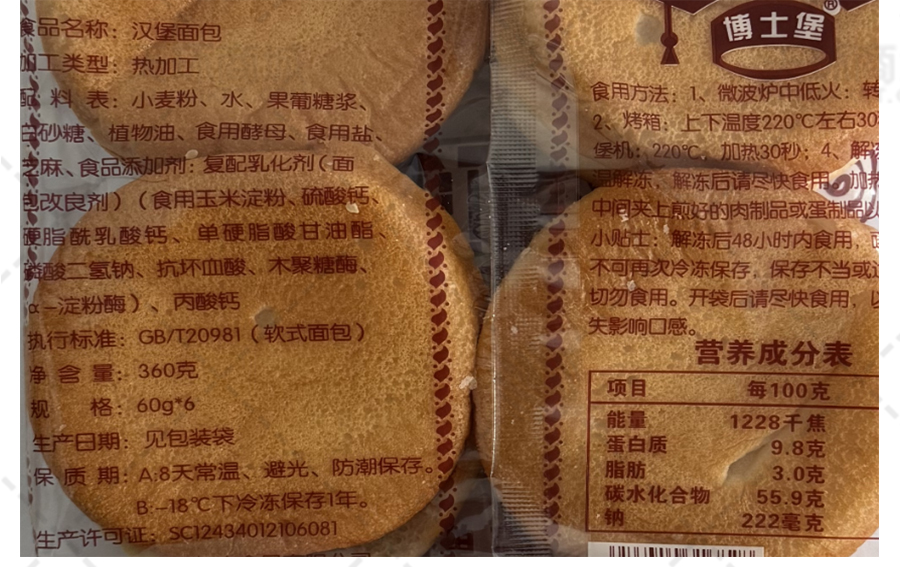 食品名称：汉堡面包
加工类型：热加工
配 料 表：小麦粉、水、果葡糖浆、
白砂糖、植物油、食用酵母、食用盐、
芝麻、食品添加剂：复配乳化剂（面
包改良剂）（食用玉米淀粉、硫酸钙、
硬脂酰乳酸钙、单硬脂酸甘油酯、
磷酸二氢钠、抗坏血酸、木聚糖酶、
α-淀粉酶）、丙酸钙
执行标准：GB/T20981（软式面包）
净 含 量：360克
规 格：60g*6
生产日期：见包装袋
保 质 期：A:8天常温、避光、防潮保存。
B:-18℃下冷冻保存1年。
生产许可证：SC12434012106081
博士堡®
食用方法：1、微波炉中低火：转
2、烤箱：上下温度220℃左右30
堡机：220℃，加热30秒；4、解冻
温解冻，解冻后请尽快食用。加热
中间夹上煎好的肉制品或蛋制品以
小贴士：解冻后48小时内食用，
不可再次冷冻保存，保存不当或过
切勿食用。开袋后请尽快食用，以
失影响口感。
营养成分表
项目 每100克
能量 1228千焦
蛋白质 9.8克
脂肪 3.0克
碳水化合物 55.9克
钠 222毫克